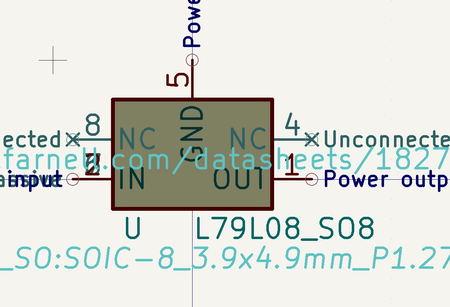 Powe
5
GND
ected 8 NC NC 4 Unconnecte
farnell.com/datasheets/1827
input IN OUT 1 Power outp
U L79L08_SO8
_SO:SOIC-8_3.9x4.9mm_P1.27